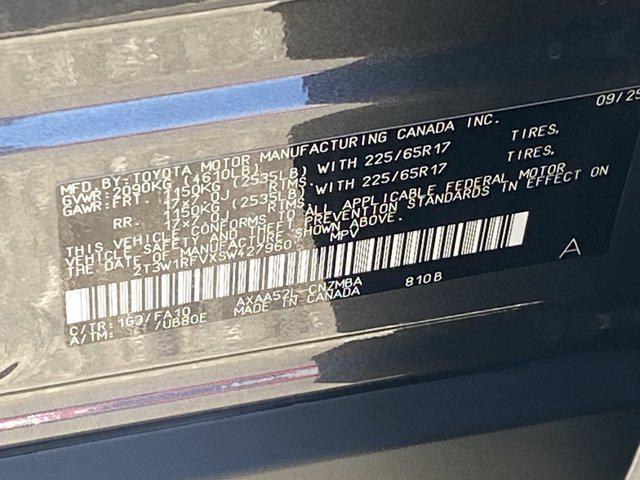 MFD.BY:TOYOTA MOTOR MANUFACTURING CANADA INC. 09/25
GVWR: 2090KG (4610LB)
GAWR:FRT. 1150KG (2535LB) WITH 225/65R17 TIRES,
17X7.0J RIMS,
RR. 1150KG (2535LB) WITH 225/65R17 TIRES,
17X7.0J RIMS,
THIS VEHICLE CONFORMS TO ALL APPLICABLE FEDERAL MOTOR
VEHICLE SAFETY AND THEFT PREVENTION STANDARDS IN EFFECT ON
THE DATE OF MANUFACTURE SHOWN ABOVE.
2T3W1RFVXSW427960 MPV
A
C/TR: 1G3/FA10 AXAA52L-CNZMBA 810B
A/TM: /UB80E MADE IN CANADA